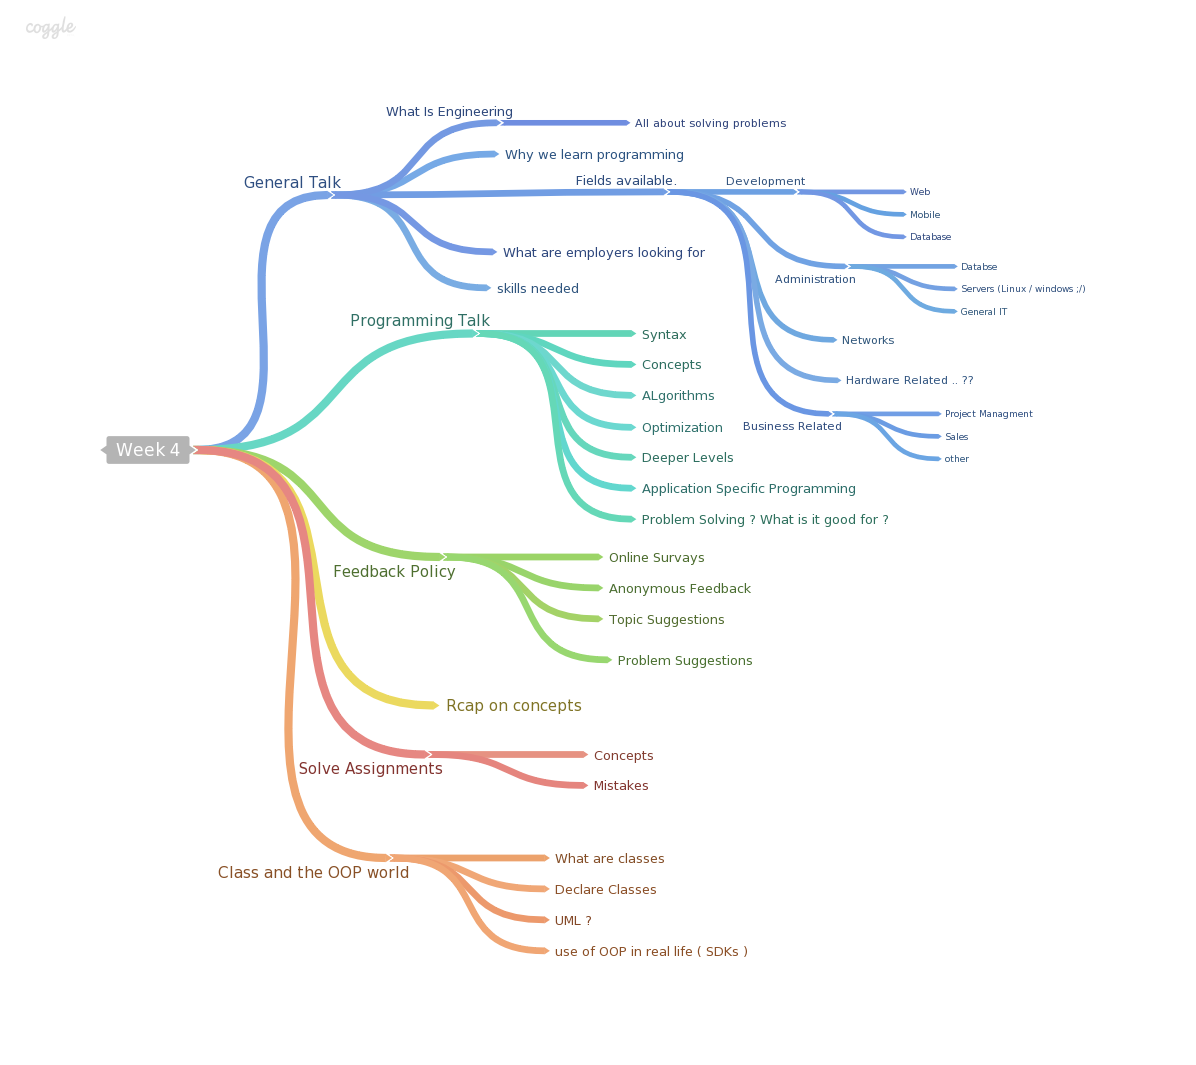 coggle
Week 4
General Talk
What Is Engineering
All about solving problems
Why we learn programming
Fields available.
Development
Web
Mobile
Database
Administration
Databse
Servers (Linux / windows ;/)
General IT
Networks
Hardware Related .. ??
Business Related
Project Managment
Sales
other
What are employers looking for
skills needed
Programming Talk
Syntax
Concepts
ALgorithms
Optimization
Deeper Levels
Application Specific Programming
Problem Solving ? What is it good for ?
Feedback Policy
Online Survays
Anonymous Feedback
Topic Suggestions
Problem Suggestions
Rcap on concepts
Solve Assignments
Concepts
Mistakes
Class and the OOP world
What are classes
Declare Classes
UML ?
use of OOP in real life ( SDKs )